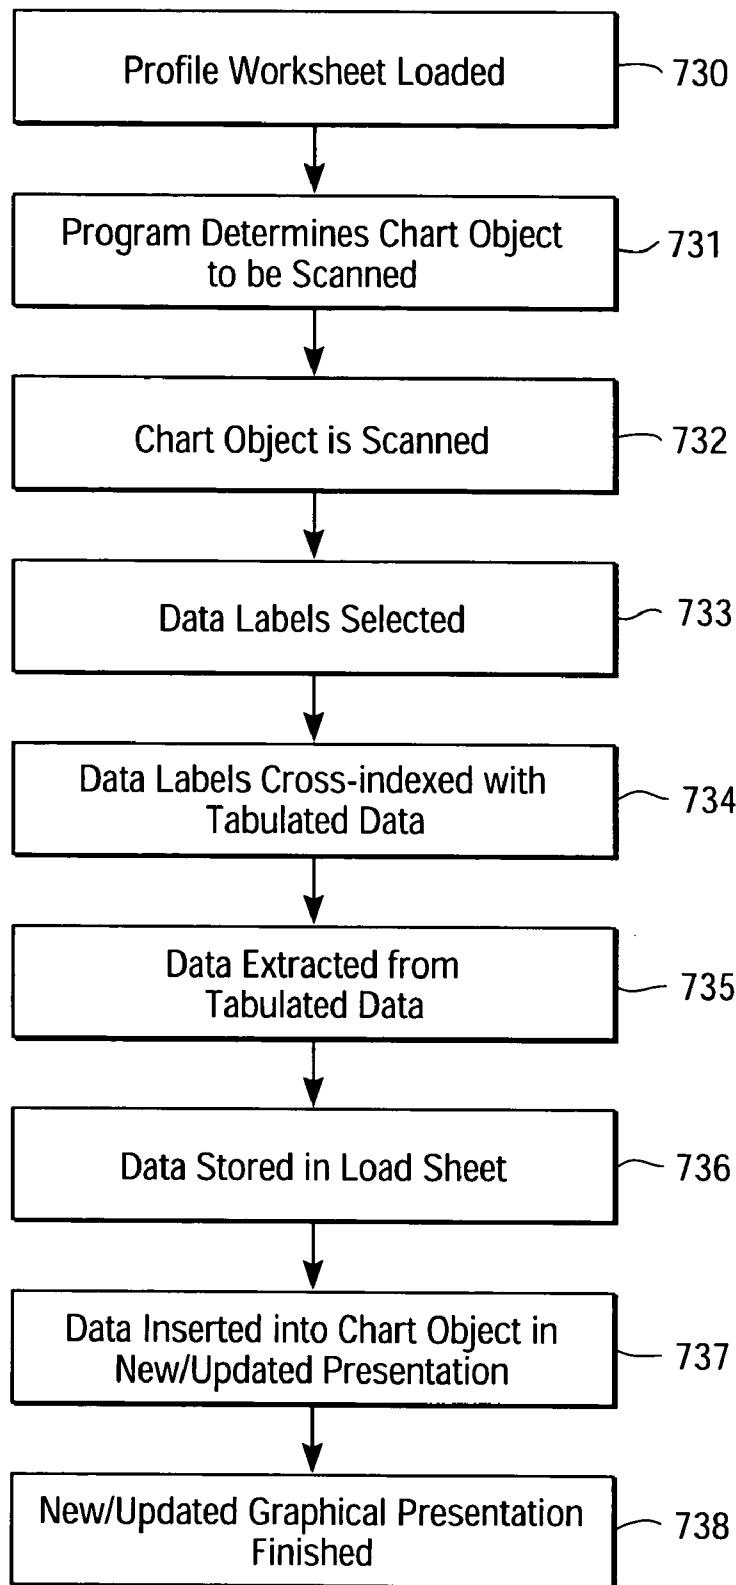 Profile Worksheet Loaded
730
Program Determines Chart Object
to be Scanned
731
Chart Object is Scanned
732
Data Labels Selected
733
Data Labels Cross-indexed with
Tabulated Data
734
Data Extracted from
Tabulated Data
735
Data Stored in Load Sheet
736
Data Inserted into Chart Object in
New/Updated Presentation
737
New/Updated Graphical Presentation
Finished
738